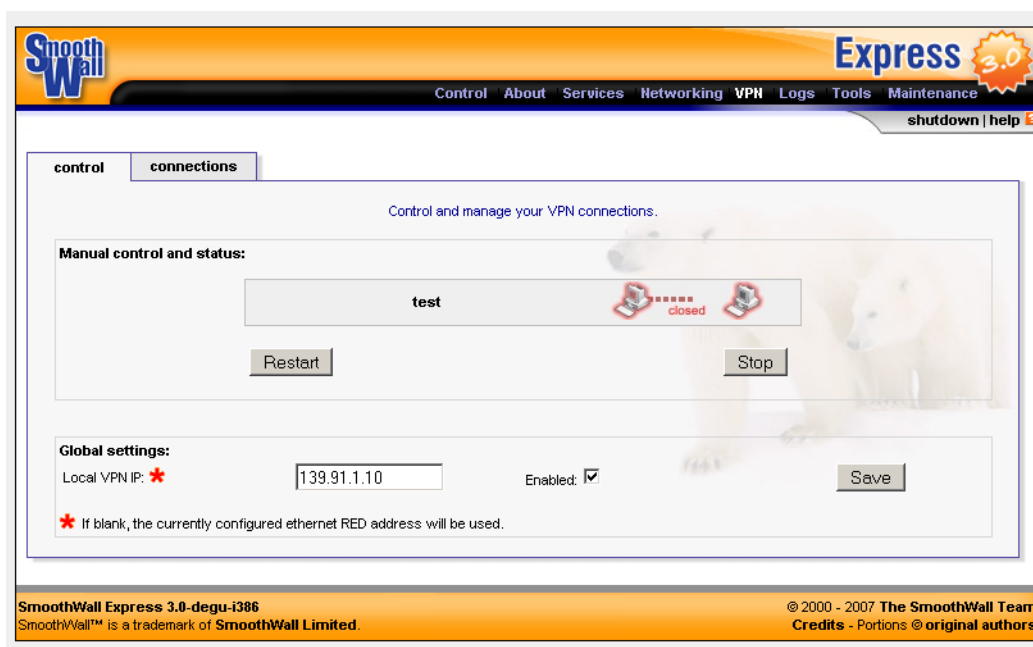 Smooth
Wall
Express 3.0
Control About Services Networking VPN Logs Tools Maintenance
shutdown | help
control connections
Control and manage your VPN connections.
Manual control and status:
test closed
Restart Stop
Global settings:
Local VPN IP: * 139.91.1.10 Enabled: Save
* If blank, the currently configured ethernet RED address will be used.
SmoothWall Express 3.0-degu-i386 © 2000 - 2007 The SmoothWall Team
SmoothWall™ is a trademark of SmoothWall Limited. Credits - Portions © original authors